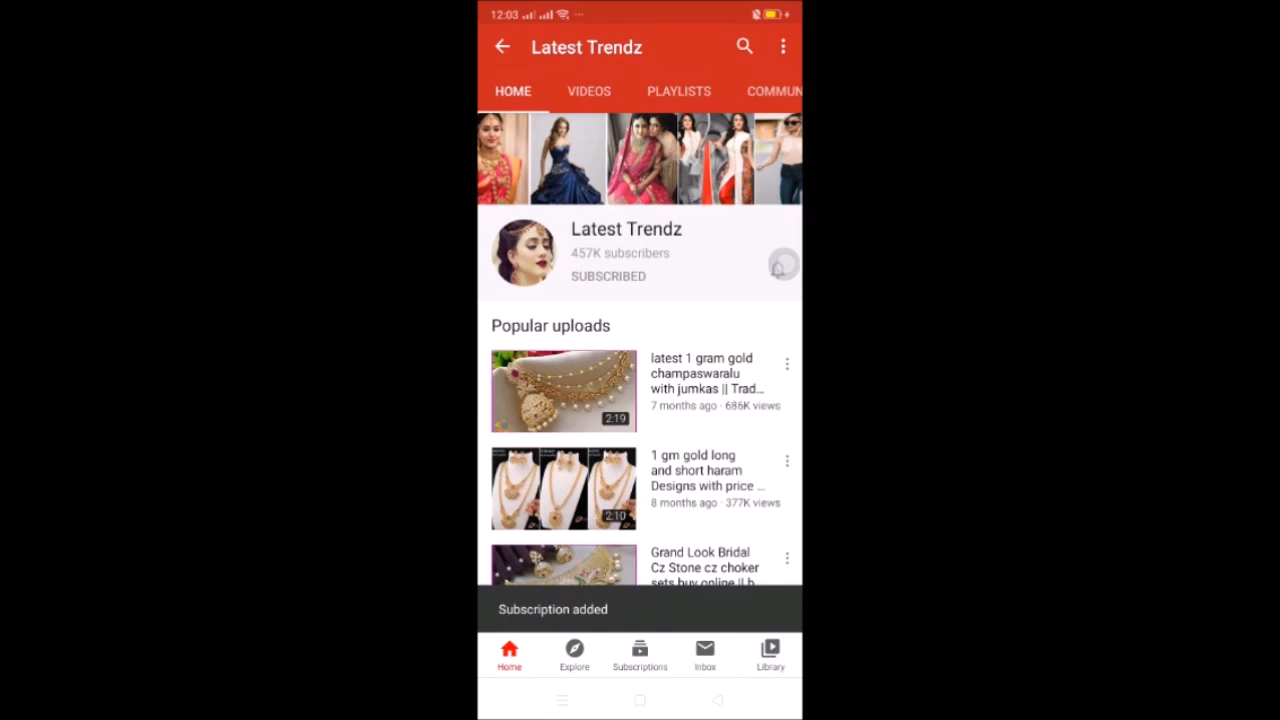 12:03
Latest Trendz
HOME VIDEOS PLAYLISTS COMMUN
Latest Trendz
457K subscribers
SUBSCRIBED
Popular uploads
latest 1 gram gold
champaswaralu
with jumkas || Trad...
7 months ago · 686K views
2:19
1 gm gold long
and short haram
Designs with price ...
8 months ago · 377K views
2:10
Grand Look Bridal
Cz Stone cz choker
sets buy online || b
Subscription added
Home Explore Subscriptions Inbox Library